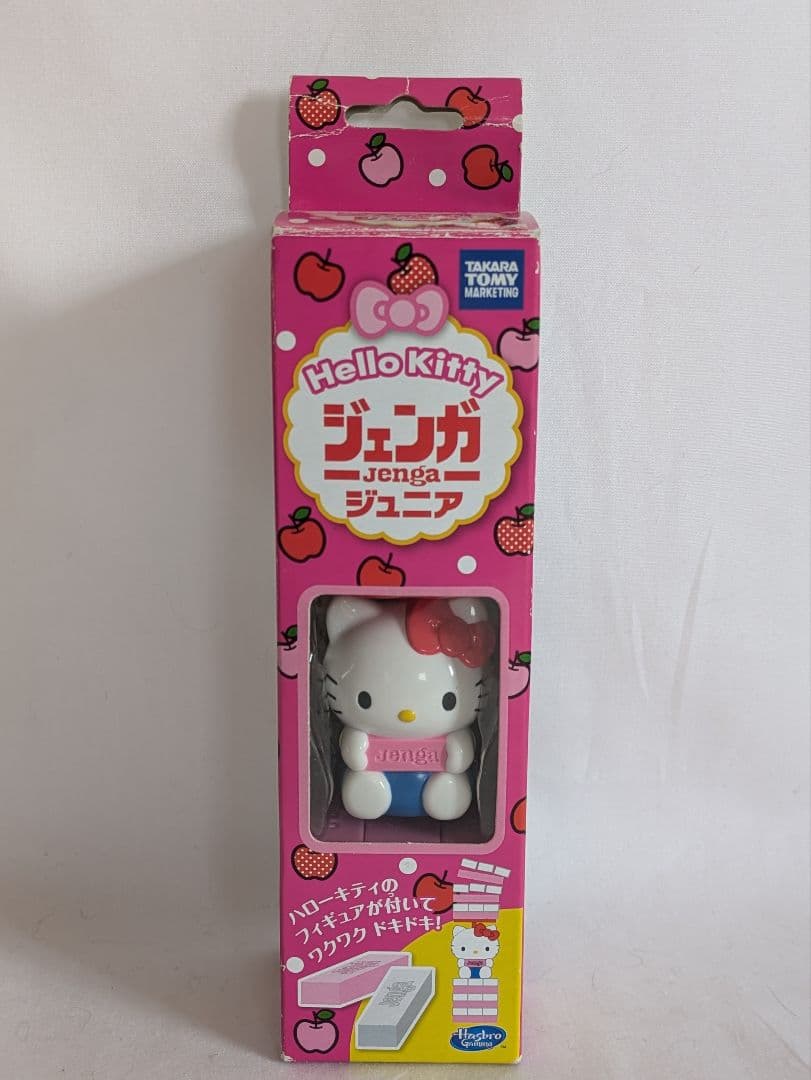 TAKARA
TOMY
MARKETING
Hello Kitty
ジェンガ
Jenga
ジュニア
Jenga
ハローキティの
フィギュアが付いて
ワクワク ドキドキ!
Jenga
Jenga
Jenga
Hasbro
Gaming